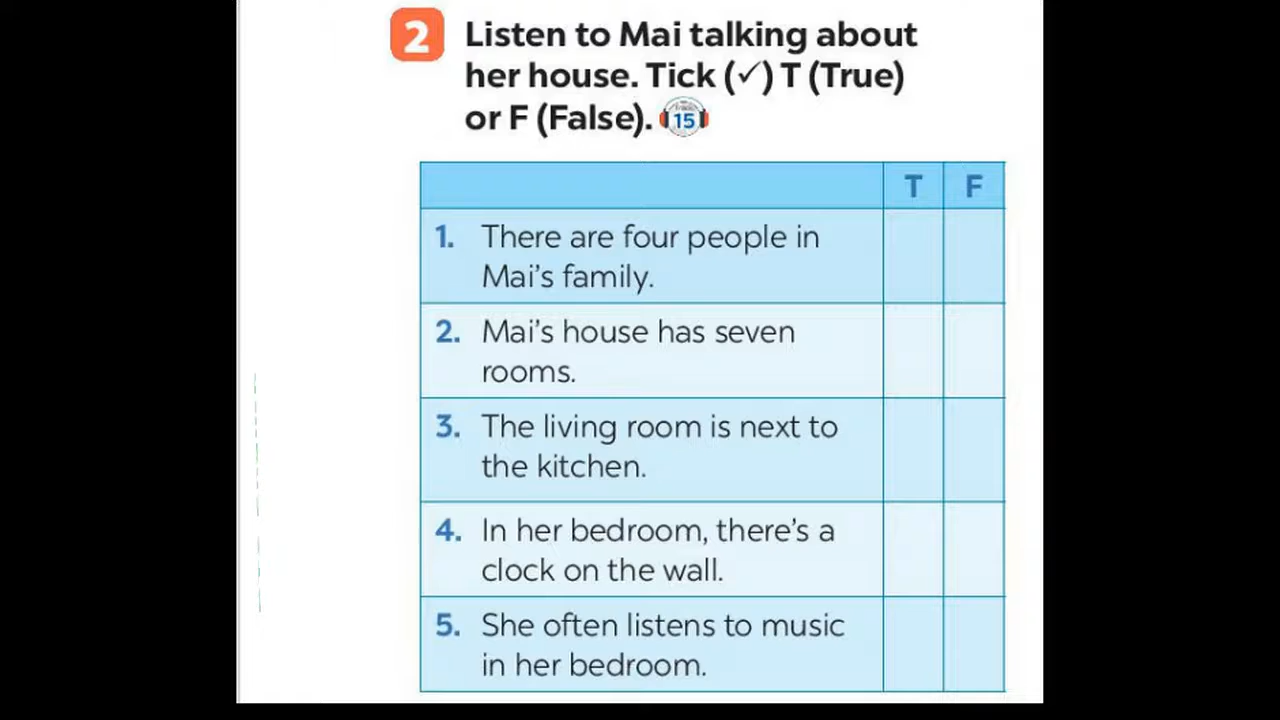 2 Listen to Mai talking about
her house. Tick (✓) T (True)
or F (False). 15
T F
1. There are four people in
Mai's family.
2. Mai's house has seven
rooms.
3. The living room is next to
the kitchen.
4. In her bedroom, there's a
clock on the wall.
5. She often listens to music
in her bedroom.